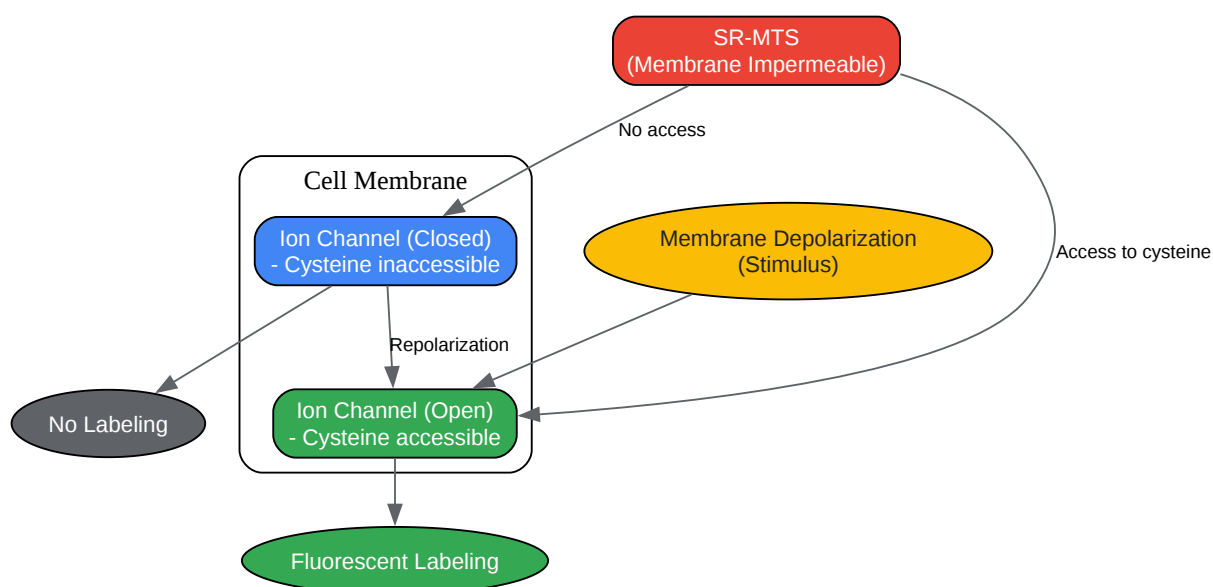 SR-MTS
(Membrane Impermeable)
No access
Cell Membrane
Ion Channel (Closed)
- Cysteine inaccessible
Membrane Depolarization
(Stimulus)
Access to cysteine
Repolarization
No Labeling
Ion Channel (Open)
- Cysteine accessible
Fluorescent Labeling